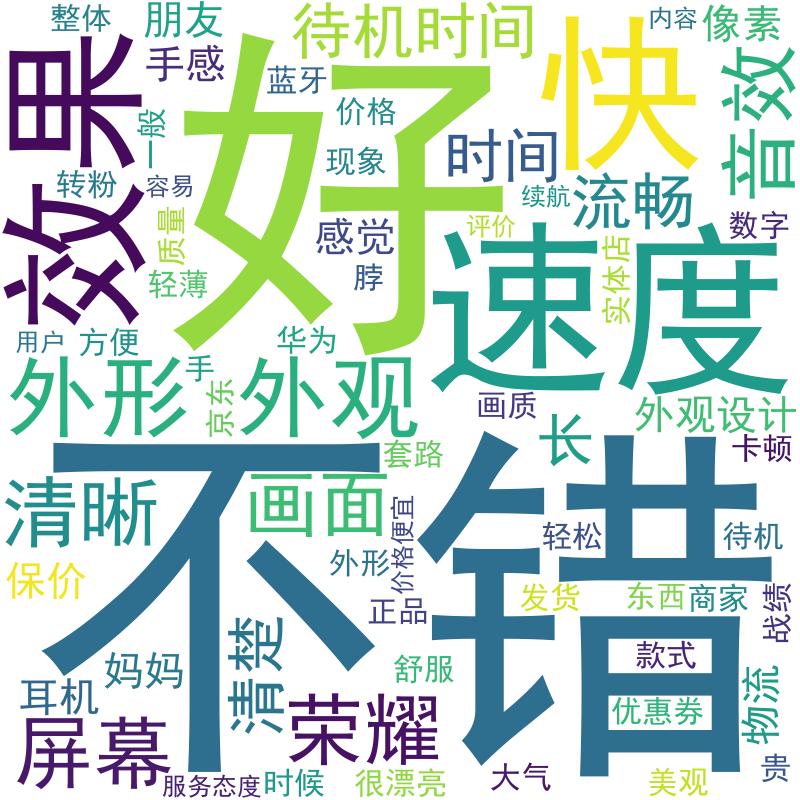 整体
朋友
待机时间
快
内容
像素
手感
蓝牙
好
效果
一般
价格
时间
音效
现象
转粉
容易
续航
流畅
质量
感觉
评价
数字
轻薄
脖
速度
实体店
用户
方便
华为
外形
手
京东
外观
画质
长
外观设计
套路
卡顿
不错
清晰
画面
价格便宜
轻松
待机
保价
外形
正品
发货
东西
商家
战绩
清楚
妈妈
舒服
款式
耳机
荣耀
优惠券
物流
屏幕
服务态度
时候
很漂亮
大气
美观
贵